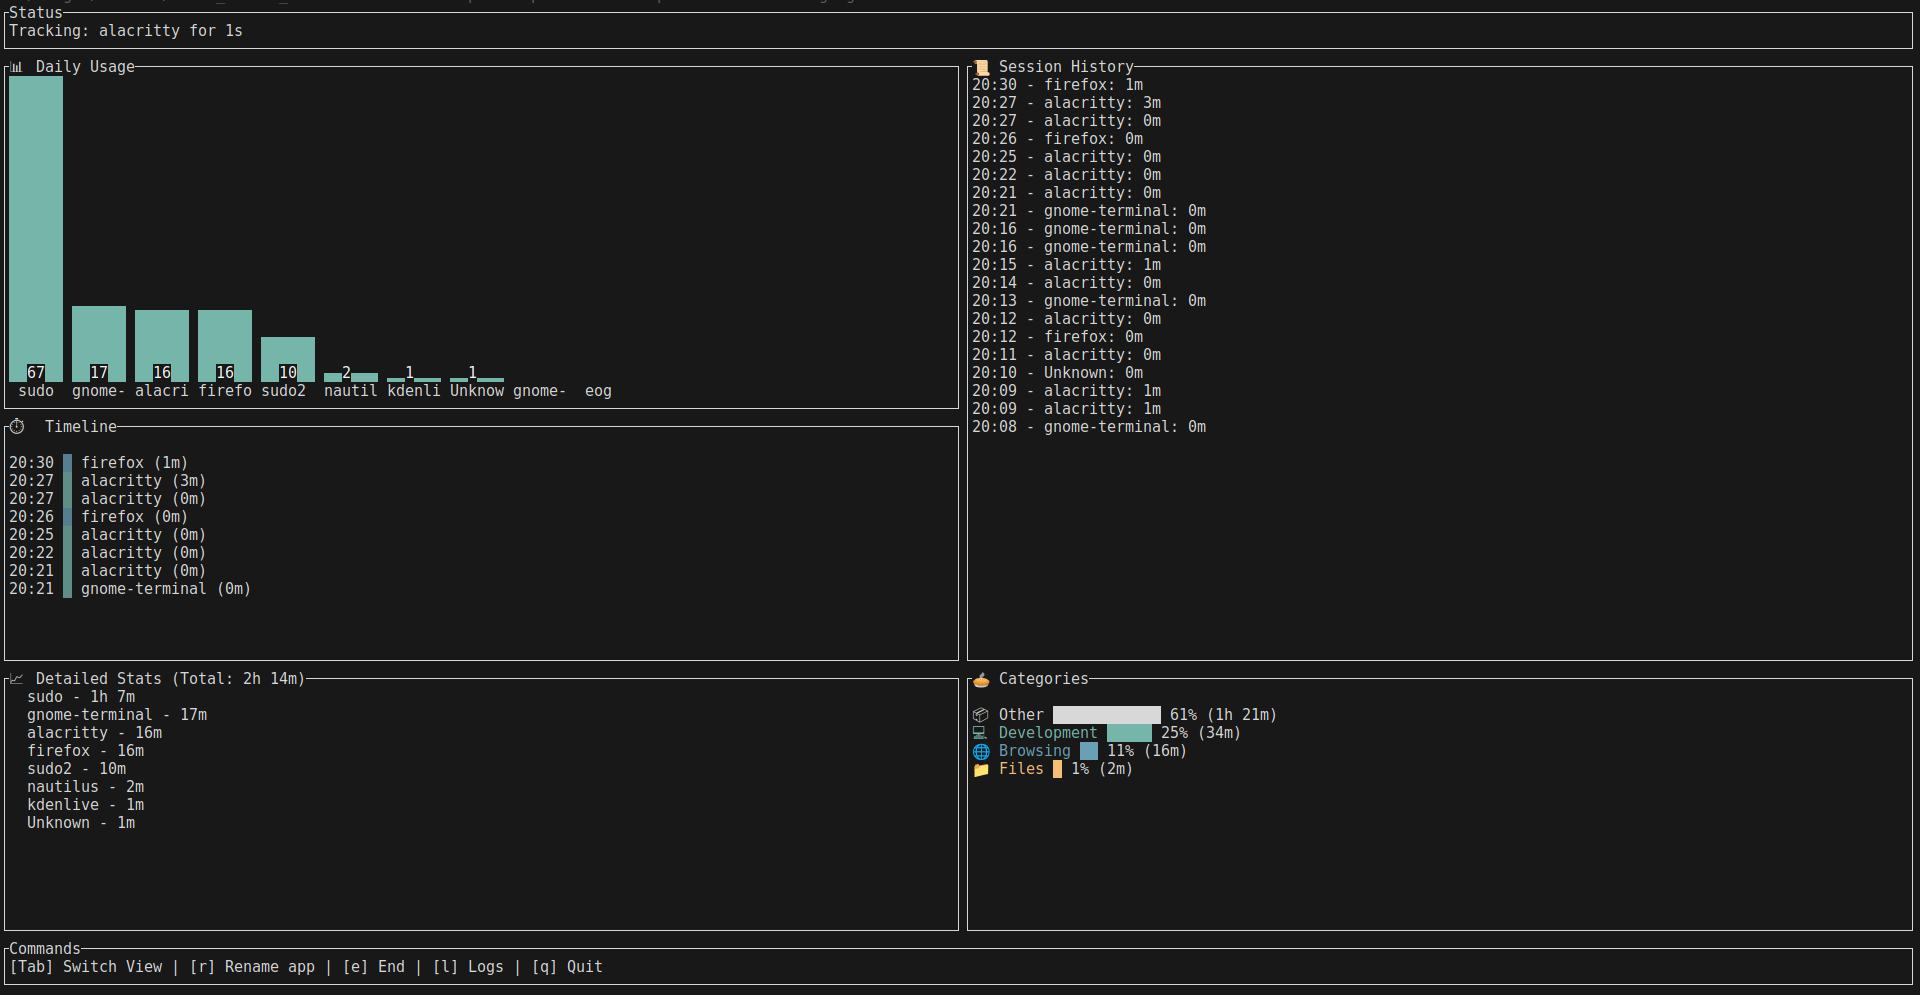 Status
Tracking: alacritty for 1s
Daily Usage
67 17 16 16 10 2 1 1
sudo gnome- alacri firefo sudo2 nautil kdenli Unknow gnome- eog
Timeline
20:30 firefox (1m)
20:27 alacritty (3m)
20:27 alacritty (0m)
20:26 firefox (0m)
20:25 alacritty (0m)
20:22 alacritty (0m)
20:21 alacritty (0m)
20:21 gnome-terminal (0m)
Detailed Stats (Total: 2h 14m)
sudo - 1h 7m
gnome-terminal - 17m
alacritty - 16m
firefox - 16m
sudo2 - 10m
nautilus - 2m
kdenlive - 1m
Unknown - 1m
Session History
20:30 - firefox: 1m
20:27 - alacritty: 3m
20:27 - alacritty: 0m
20:26 - firefox: 0m
20:25 - alacritty: 0m
20:22 - alacritty: 0m
20:21 - alacritty: 0m
20:21 - gnome-terminal: 0m
20:16 - gnome-terminal: 0m
20:16 - gnome-terminal: 0m
20:15 - alacritty: 1m
20:14 - alacritty: 0m
20:13 - gnome-terminal: 0m
20:12 - alacritty: 0m
20:12 - firefox: 0m
20:11 - alacritty: 0m
20:10 - Unknown: 0m
20:09 - alacritty: 1m
20:09 - alacritty: 1m
20:08 - gnome-terminal: 0m
Categories
Other 61% (1h 21m)
Development 25% (34m)
Browsing 11% (16m)
Files 1% (2m)
Commands
[Tab] Switch View | [r] Rename app | [e] End | [l] Logs | [q] Quit